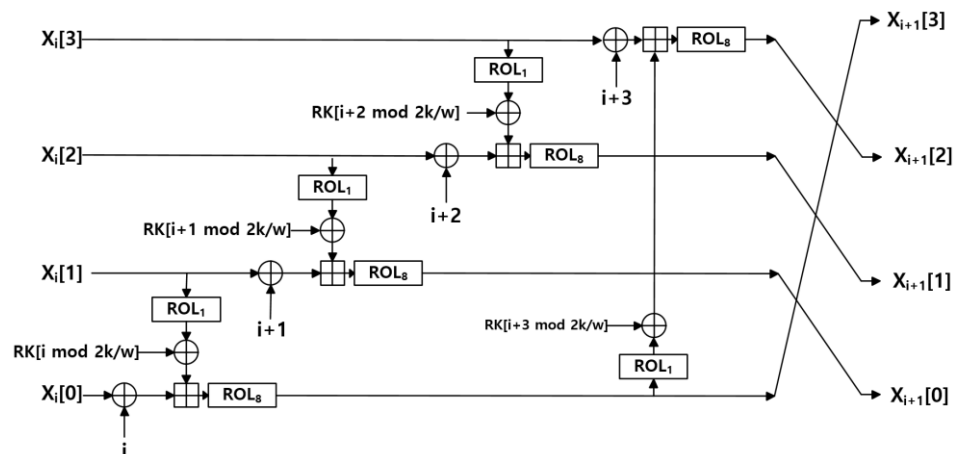 Xᵢ[3]
ROL₈
Xᵢ₊₁[3]
ROL₁
i+3
RK[i+2 mod 2k/w]
Xᵢ[2]
ROL₈
Xᵢ₊₁[2]
ROL₁
i+2
RK[i+1 mod 2k/w]
Xᵢ[1]
ROL₈
Xᵢ₊₁[1]
ROL₁
i+1
RK[i+3 mod 2k/w]
RK[i mod 2k/w]
ROL₁
Xᵢ[0]
ROL₈
Xᵢ₊₁[0]
i